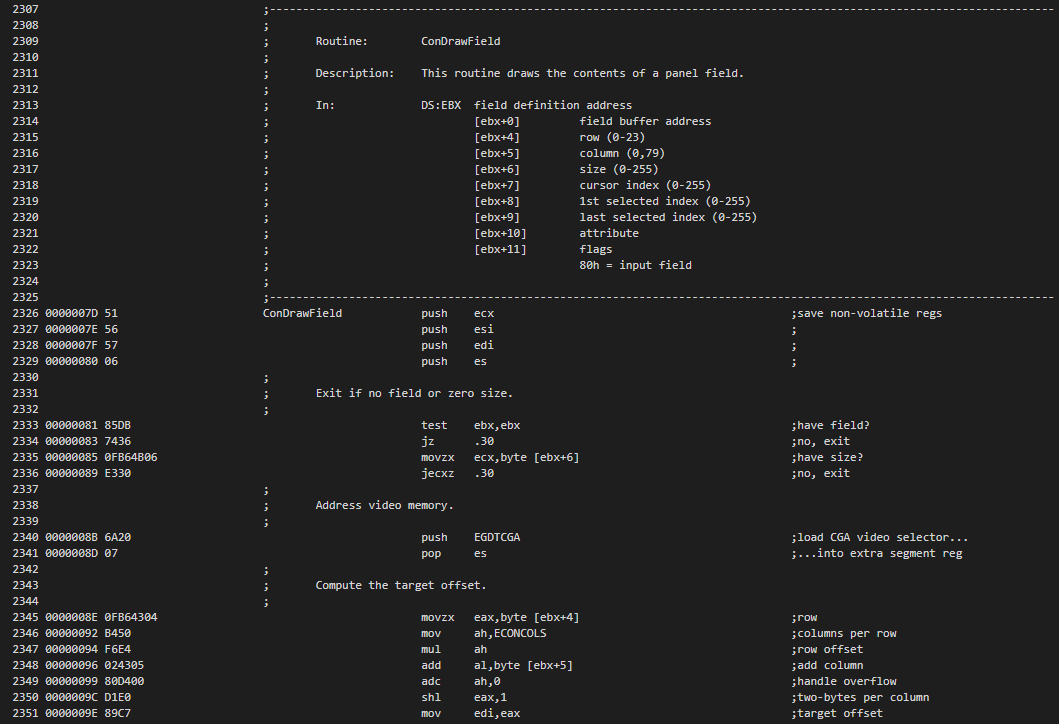 2307 ;-----------------------------------------------------------------------------------------------------------------------
2308 ;
2309 ; Routine: ConDrawField
2310 ;
2311 ; Description: This routine draws the contents of a panel field.
2312 ;
2313 ; In: DS:EBX field definition address
2314 ; [ebx+0] field buffer address
2315 ; [ebx+4] row (0-23)
2316 ; [ebx+5] column (0,79)
2317 ; [ebx+6] size (0-255)
2318 ; [ebx+7] cursor index (0-255)
2319 ; [ebx+8] 1st selected index (0-255)
2320 ; [ebx+9] last selected index (0-255)
2321 ; [ebx+10] attribute
2322 ; [ebx+11] flags
2323 ; 80h = input field
2324 ;
2325 ;-----------------------------------------------------------------------------------------------------------------------
2326 0000007D 51 ConDrawField push ecx ;save non-volatile regs
2327 0000007E 56 push esi ;
2328 0000007F 57 push edi ;
2329 00000080 06 push es ;
2330 ;
2331 ; Exit if no field or zero size.
2332 ;
2333 00000081 85DB test ebx,ebx ;have field?
2334 00000083 7436 jz .30 ;no, exit
2335 00000085 0FB64B06 movzx ecx,byte [ebx+6] ;have size?
2336 00000089 E330 jecxz .30 ;no, exit
2337 ;
2338 ; Address video memory.
2339 ;
2340 0000008B 6A20 push EGDTCGA ;load CGA video selector...
2341 0000008D 07 pop es ;...into extra segment reg
2342 ;
2343 ; Compute the target offset.
2344 ;
2345 0000008E 0FB64304 movzx eax,byte [ebx+4] ;row
2346 00000092 B450 mov ah,ECONCOLS ;columns per row
2347 00000094 F6E4 mul ah ;row offset
2348 00000096 024305 add al,byte [ebx+5] ;add column
2349 00000099 80D400 adc ah,0 ;handle overflow
2350 0000009C D1E0 shl eax,1 ;two-bytes per column
2351 0000009E 89C7 mov edi,eax ;target offset